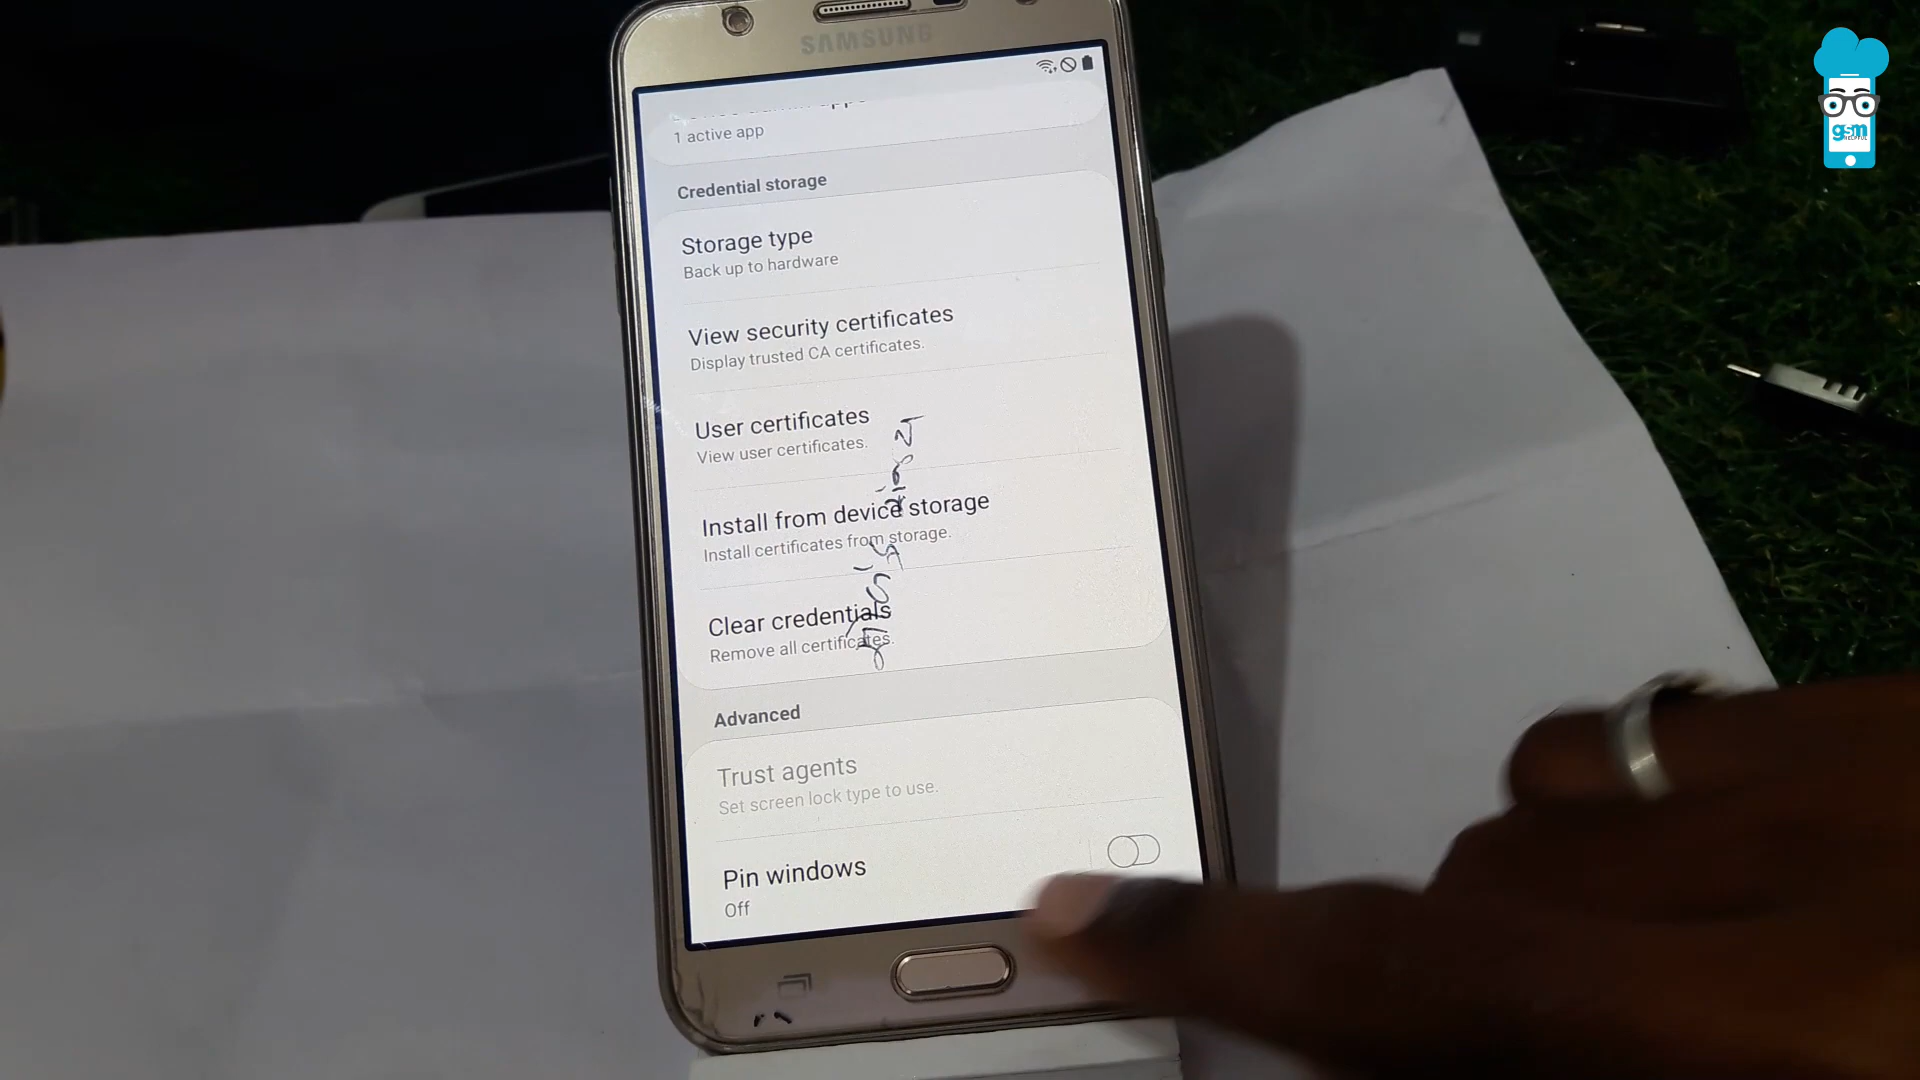 SAMSUNG
1 active app
Credential storage
Storage type
Back up to hardware
View security certificates
Display trusted CA certificates.
User certificates
View user certificates.
Install from device storage
Install certificates from storage.
Clear credentials
Remove all certificates.
Advanced
Trust agents
Set screen lock type to use.
Pin windows
Off
gsm